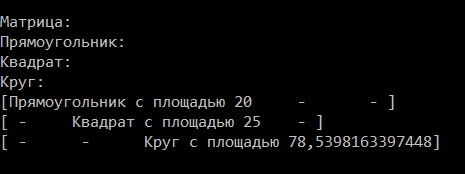 Матрица:
Прямоугольник:
Квадрат:
Круг:
[Прямоугольник с площадью 20     -       - ]
[ -     Квадрат с площадью 25    - ]
[ -      -      Круг с площадью 78,5398163397448]